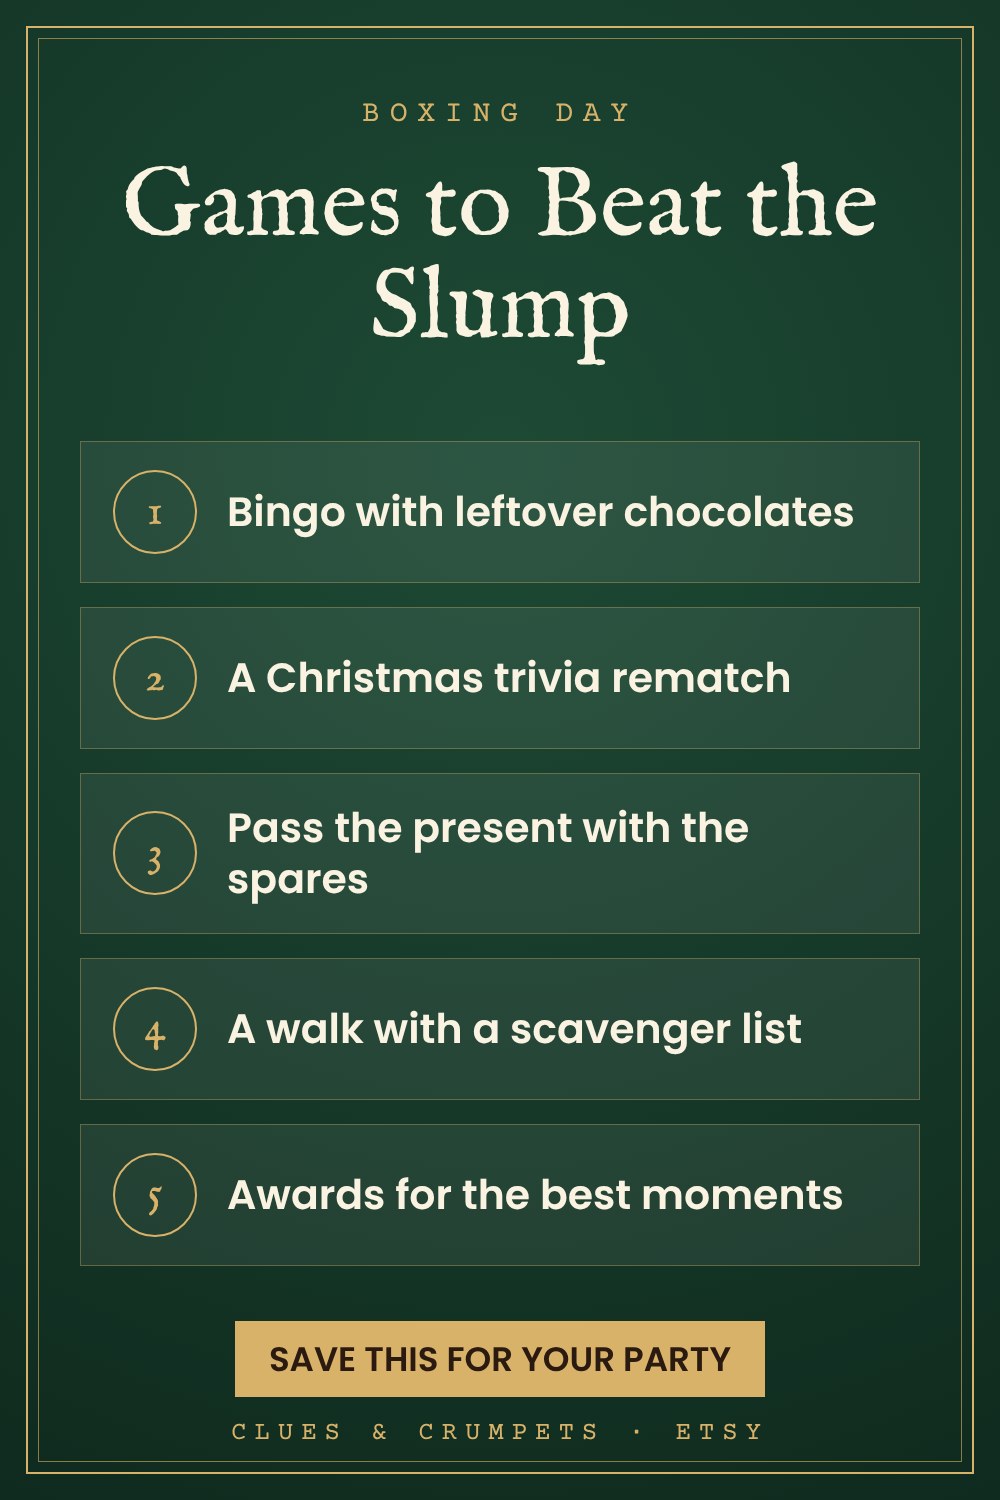 BOXING DAY
Games to Beat the
Slump
1 Bingo with leftover chocolates
2 A Christmas trivia rematch
3 Pass the present with the
spares
4 A walk with a scavenger list
5 Awards for the best moments
SAVE THIS FOR YOUR PARTY
CLUES & CRUMPETS · ETSY